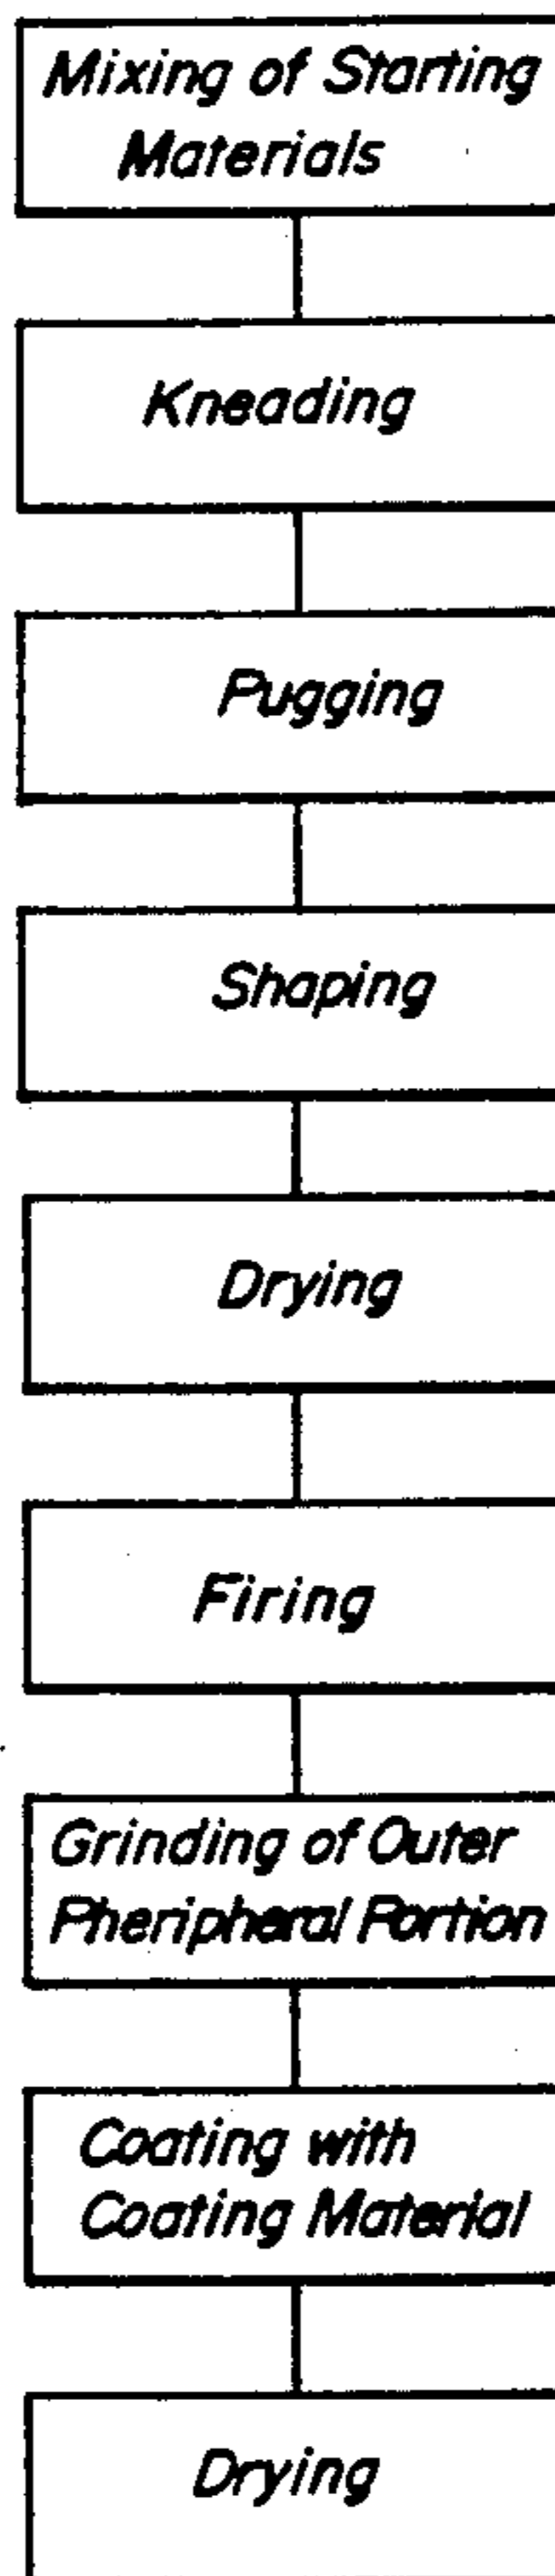 Mixing of Starting
Materials
Kneading
Pugging
Shaping
Drying
Firing
Grinding of Outer
Pheripheral Portion
Coating with
Coating Material
Drying